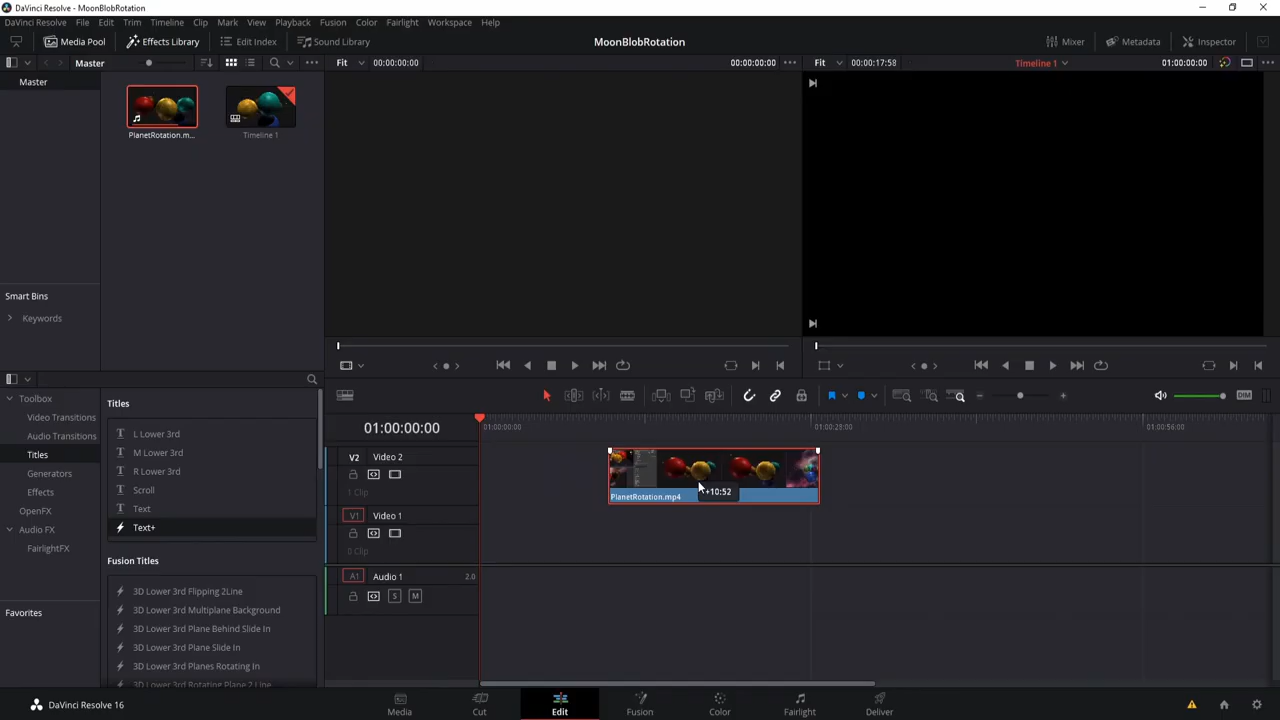 DaVinci Resolve - MoonBlobRotation
DaVinci Resolve File Edit Trim Timeline Clip Mark View Playback Fusion Color Fairlight Workspace Help
Media Pool Effects Library Edit Index Sound Library MoonBlobRotation Mixer Metadata Inspector
Master Fit 00:00:00:00 00:00:00:00 Fit 00:00:17:58 Timeline 1 01:00:00:00
Master
PlanetRotation.m... Timeline 1
Smart Bins
Keywords
Toolbox
Video Transitions
Audio Transitions
Titles
Generators
Effects
OpenFX
Audio FX
FairlightFX
Favorites
Titles
L Lower 3rd
M Lower 3rd
R Lower 3rd
Scroll
Text
Text+
Fusion Titles
3D Lower 3rd Flipping 2Line
3D Lower 3rd Multiplane Background
3D Lower 3rd Plane Behind Slide In
3D Lower 3rd Plane Slide In
3D Lower 3rd Planes Rotating In
3D Lower 3rd Rotating Plane 2 Line
DIM
01:00:00:00 01:00:00:00 01:00:28:00 01:00:56:00
V2 Video 2
1 Clip
PlanetRotation.mp4
+10:52
V1 Video 1
0 Clip
A1 Audio 1 2.0
S M
DaVinci Resolve 16 Media Cut Edit Fusion Color Fairlight Deliver